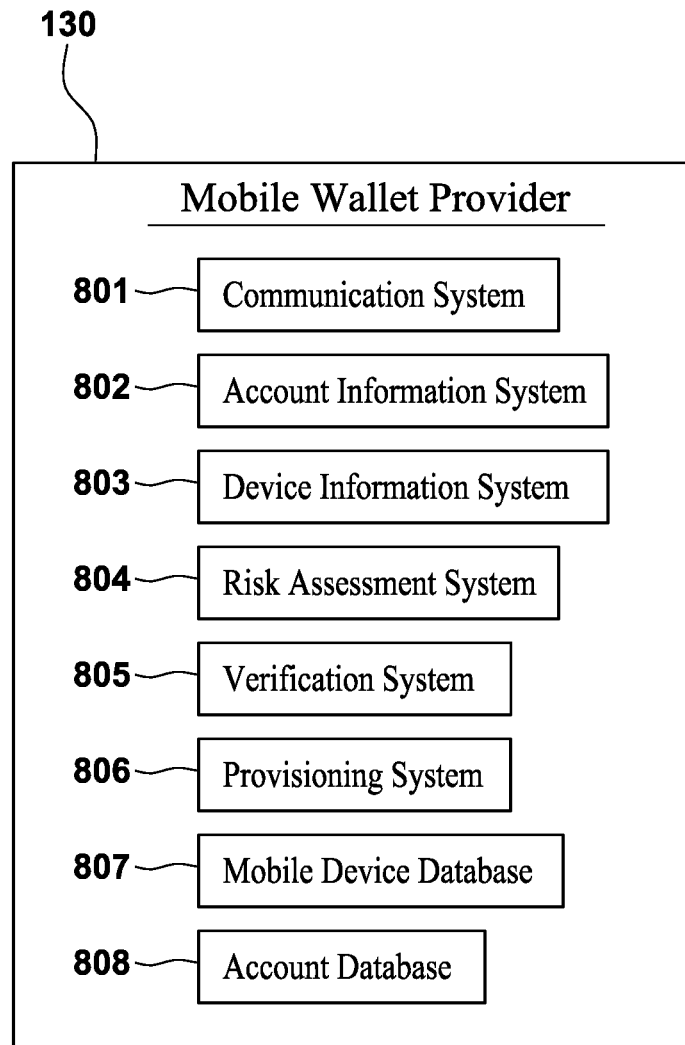 130
Mobile Wallet Provider
801 Communication System
802 Account Information System
803 Device Information System
804 Risk Assessment System
805 Verification System
806 Provisioning System
807 Mobile Device Database
808 Account Database